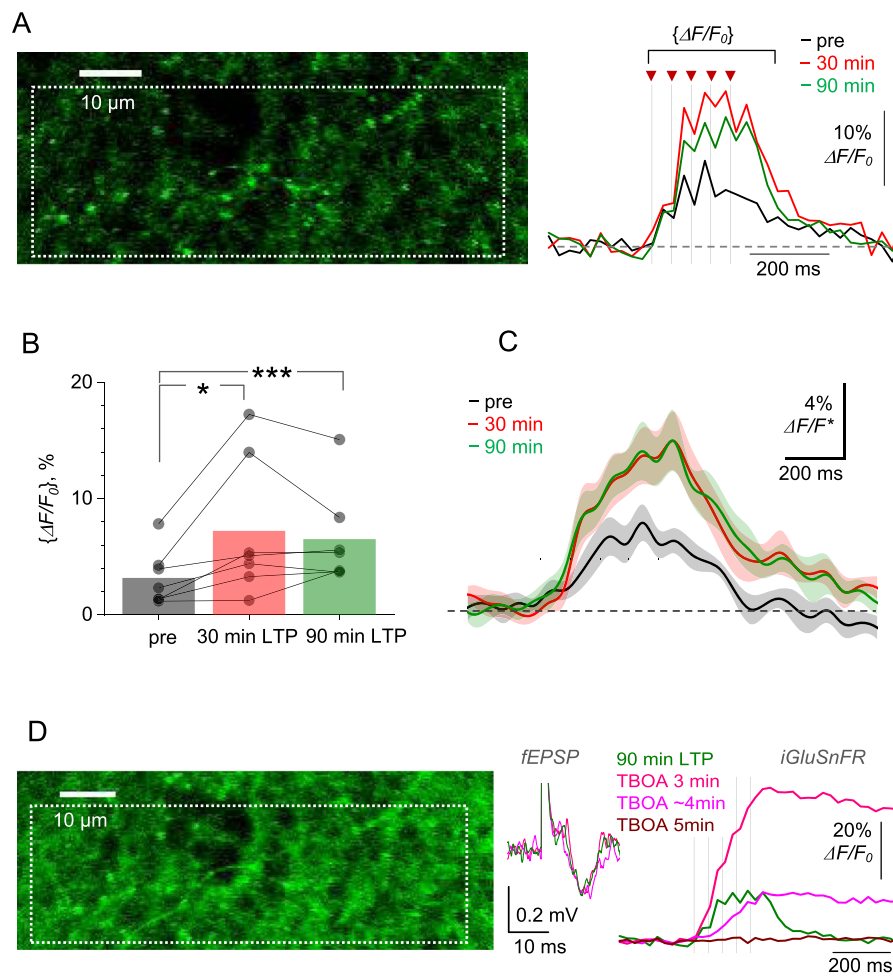 A
10 µm
{ΔF/F0}
pre
30 min
90 min
10%
ΔF/F0
200 ms
B
***
*
20
10
0
{ΔF/F0}, %
pre
30 min LTP
90 min LTP
C
pre
30 min
90 min
4%
ΔF/F*
200 ms
D
10 µm
fEPSP
0.2 mV
10 ms
90 min LTP
TBOA 3 min
TBOA ~4min
TBOA 5min
iGluSnFR
20%
ΔF/F0
200 ms